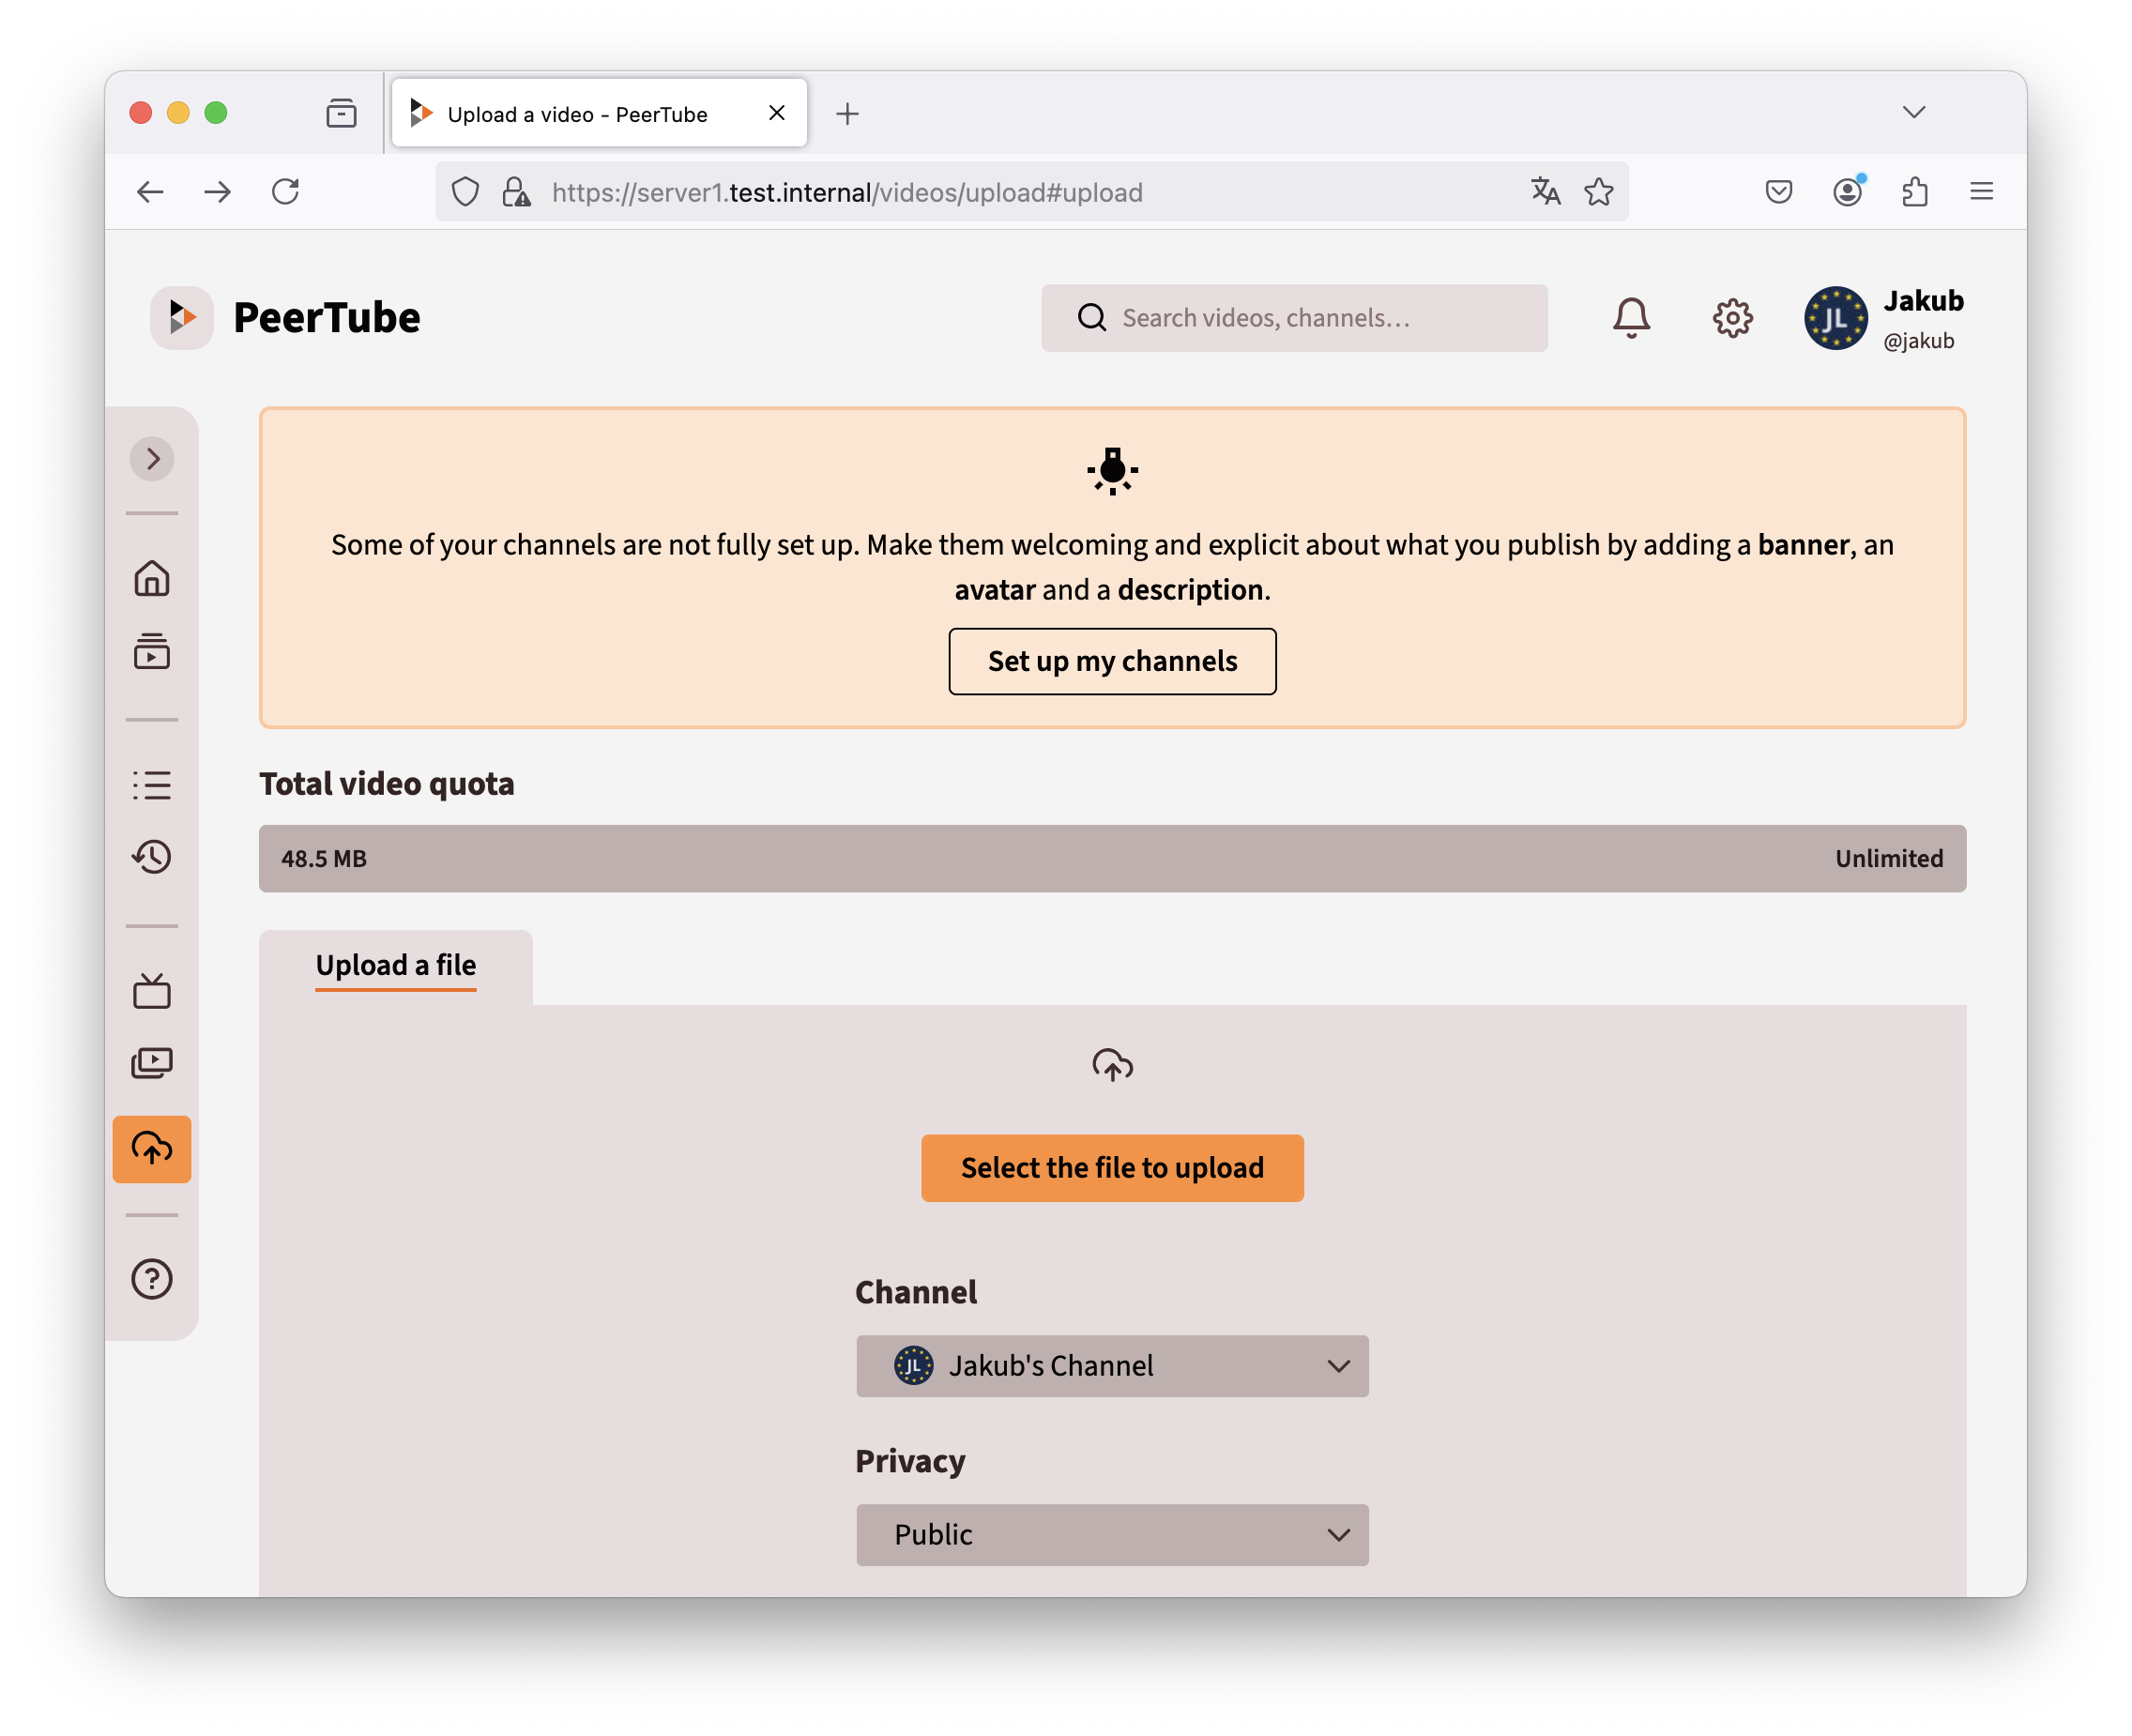 Upload a video - PeerTube
https://server1.test.internal/videos/upload#upload
PeerTube
Search videos, channels…
JL
Jakub
@jakub
Some of your channels are not fully set up. Make them welcoming and explicit about what you publish by adding a banner, an
avatar and a description.
Set up my channels
Total video quota
48.5 MB
Unlimited
Upload a file
Select the file to upload
Channel
JL
Jakub's Channel
Privacy
Public